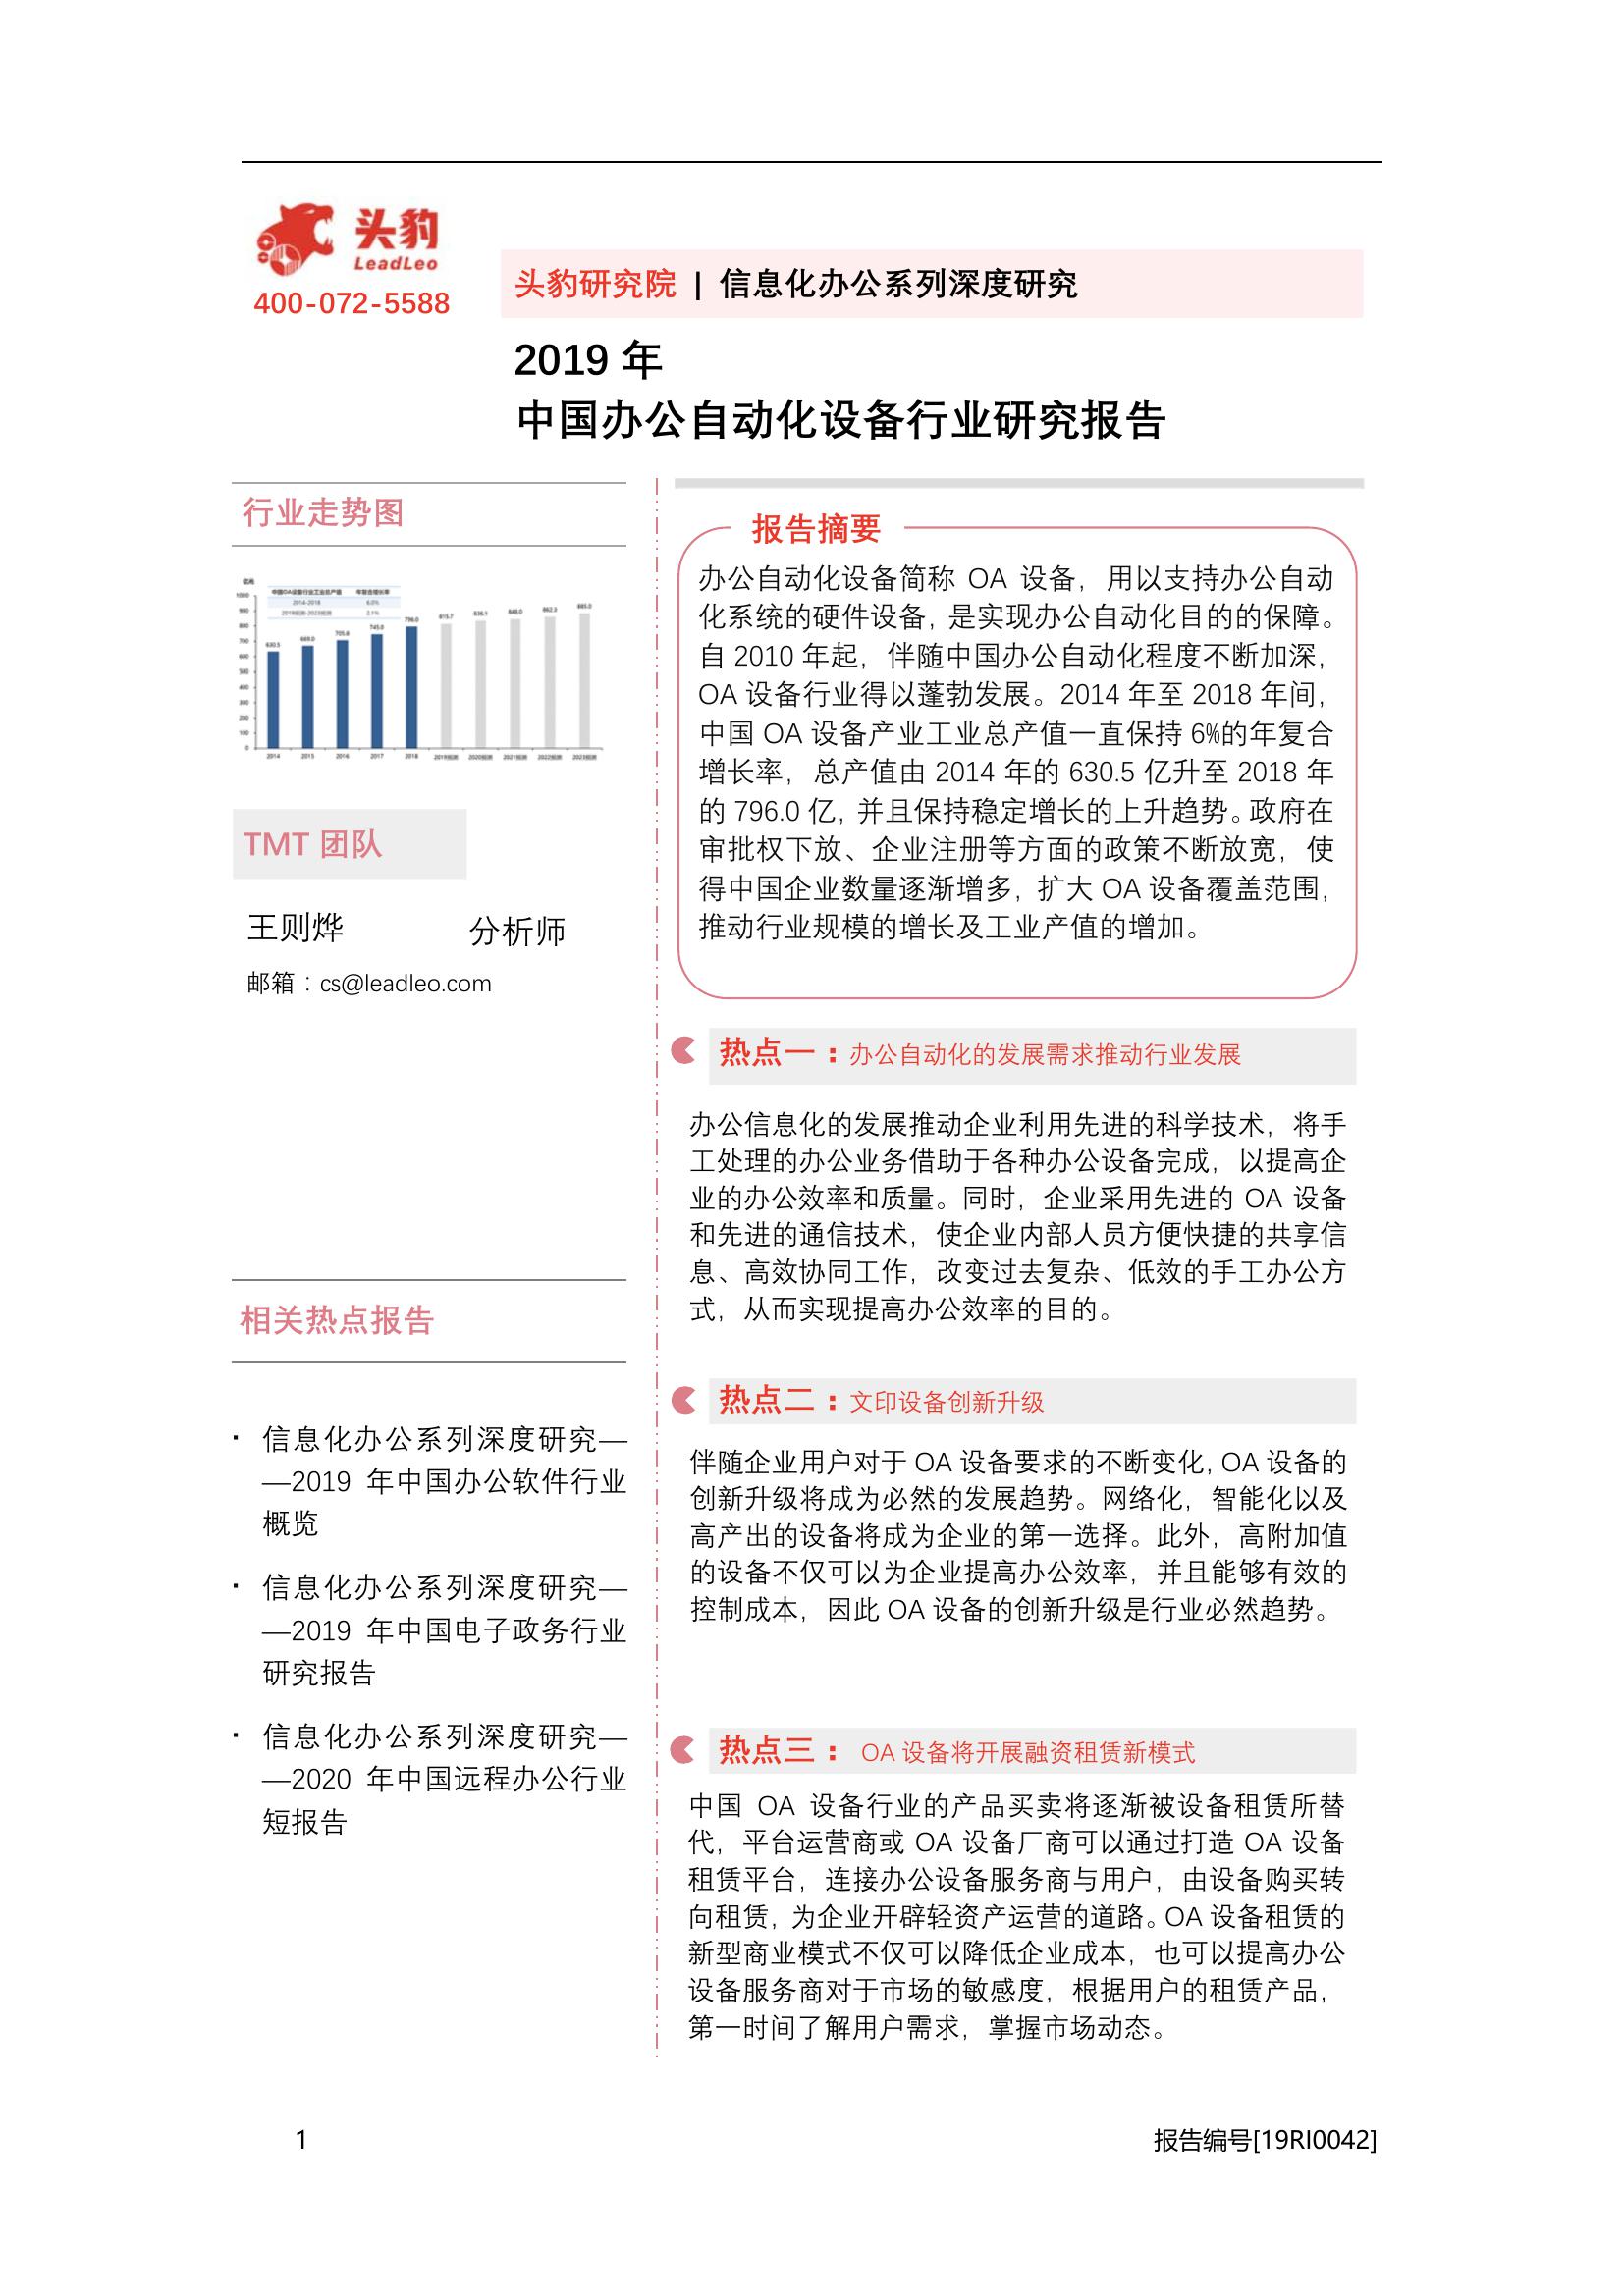 头豹
LeadLeo
400-072-5588
头豹研究院 | 信息化办公系列深度研究
2019 年
中国办公自动化设备行业研究报告
行业走势图
亿元
中国OA设备行业工业总产值 年复合增长率
2014-2018 6.0%
2019预测-2023预测 2.1%
1000
900
800
700
600
500
400
300
200
100
0
630.5 669.0 705.6 745.0 796.0 815.7 836.1 848.0 862.3 885.0
2014 2015 2016 2017 2018 2019预测 2020预测 2021预测 2022预测 2023预测
TMT 团队
王则烨 分析师
邮箱：cs@leadleo.com
相关热点报告
· 信息化办公系列深度研究—
—2019 年中国办公软件行业
概览
· 信息化办公系列深度研究—
—2019 年中国电子政务行业
研究报告
· 信息化办公系列深度研究—
—2020 年中国远程办公行业
短报告
报告摘要
办公自动化设备简称 OA 设备，用以支持办公自动
化系统的硬件设备，是实现办公自动化目的的保障。
自 2010 年起，伴随中国办公自动化程度不断加深，
OA 设备行业得以蓬勃发展。2014 年至 2018 年间，
中国 OA 设备产业工业总产值一直保持 6%的年复合
增长率，总产值由 2014 年的 630.5 亿升至 2018 年
的 796.0 亿，并且保持稳定增长的上升趋势。政府在
审批权下放、企业注册等方面的政策不断放宽，使
得中国企业数量逐渐增多，扩大 OA 设备覆盖范围，
推动行业规模的增长及工业产值的增加。
热点一：办公自动化的发展需求推动行业发展
办公信息化的发展推动企业利用先进的科学技术，将手
工处理的办公业务借助于各种办公设备完成，以提高企
业的办公效率和质量。同时，企业采用先进的 OA 设备
和先进的通信技术，使企业内部人员方便快捷的共享信
息、高效协同工作，改变过去复杂、低效的手工办公方
式，从而实现提高办公效率的目的。
热点二：文印设备创新升级
伴随企业用户对于 OA 设备要求的不断变化，OA 设备的
创新升级将成为必然的发展趋势。网络化，智能化以及
高产出的设备将成为企业的第一选择。此外，高附加值
的设备不仅可以为企业提高办公效率，并且能够有效的
控制成本，因此 OA 设备的创新升级是行业必然趋势。
热点三： OA 设备将开展融资租赁新模式
中国 OA 设备行业的产品买卖将逐渐被设备租赁所替
代，平台运营商或 OA 设备厂商可以通过打造 OA 设备
租赁平台，连接办公设备服务商与用户，由设备购买转
向租赁，为企业开辟轻资产运营的道路。OA 设备租赁的
新型商业模式不仅可以降低企业成本，也可以提高办公
设备服务商对于市场的敏感度，根据用户的租赁产品，
第一时间了解用户需求，掌握市场动态。
1
报告编号[19RI0042]